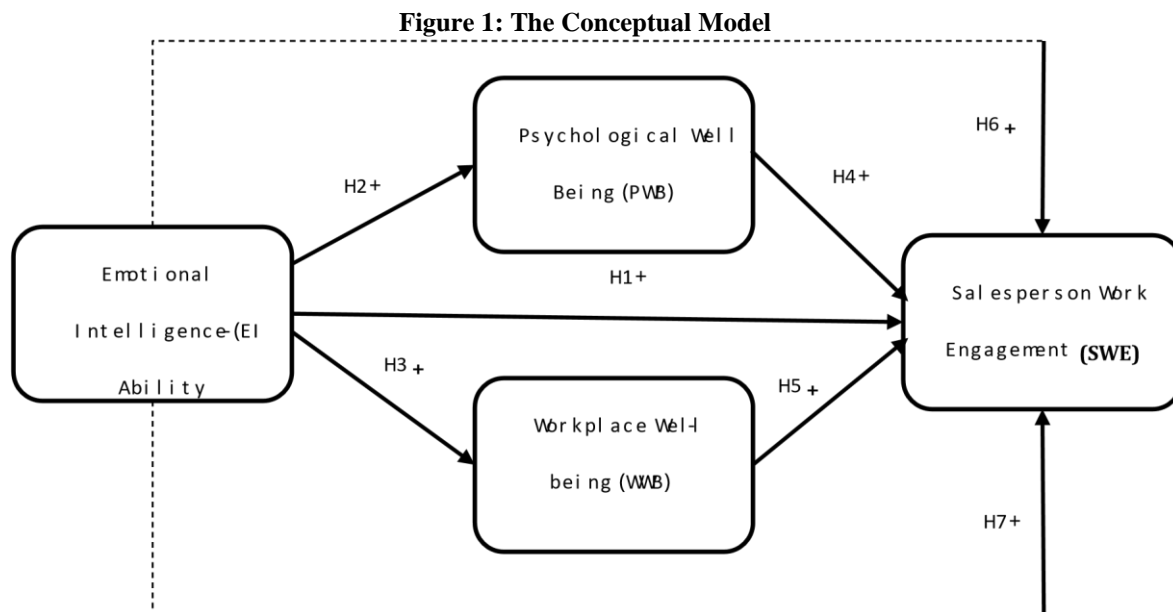 Figure 1: The Conceptual Model
H6 +
Psychological Well
Being (PWB)
H2+
H4+
H1+
Emotional
Intelligence-(EI
Ability
Salesperson Work
Engagement (SWE)
H3 +
H5 +
Workplace Well-l
being (WWB)
H7+